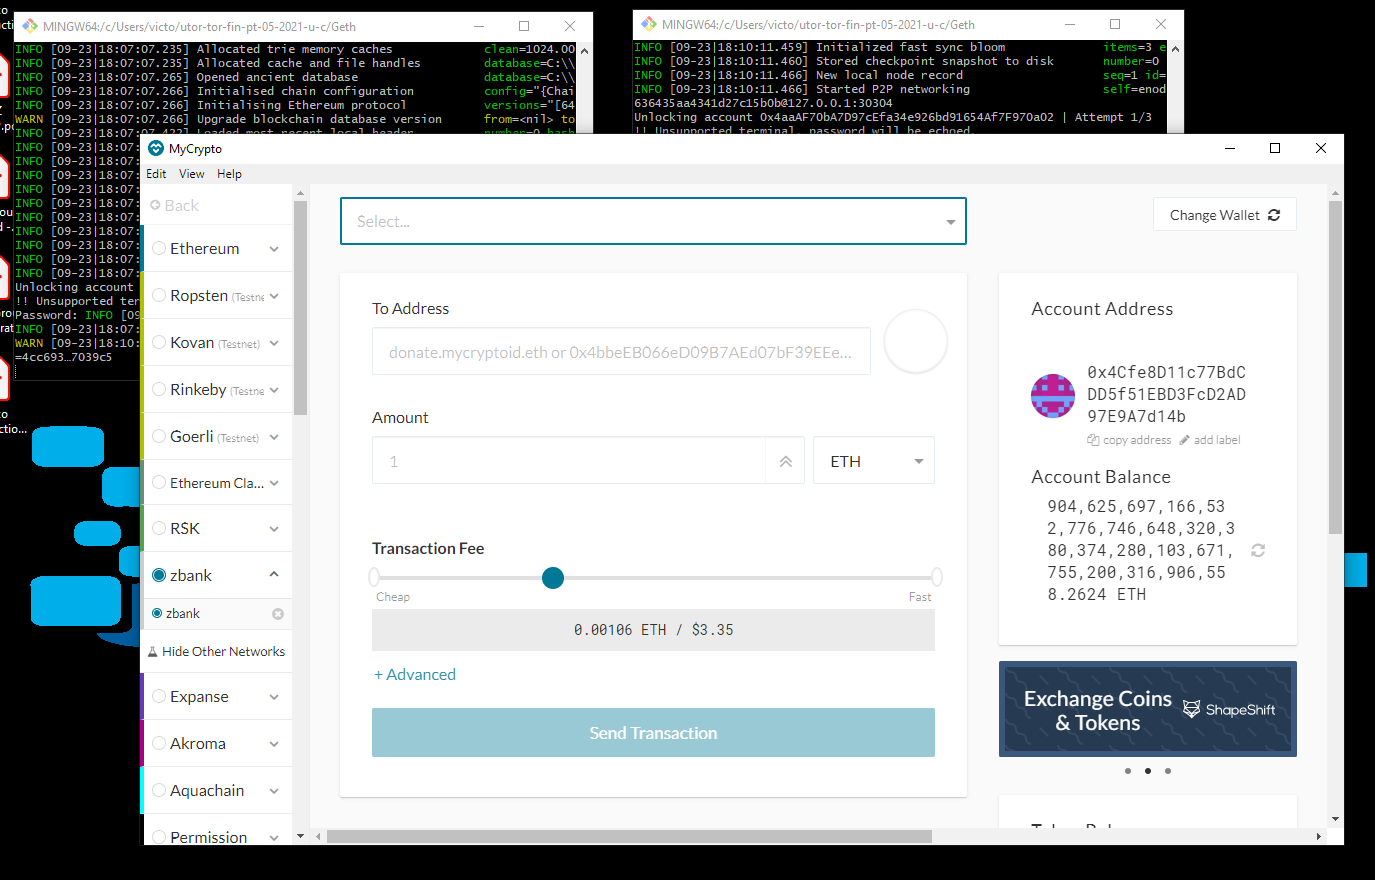 MINGW64:/c/Users/victo/utor-tor-fin-pt-05-2021-u-c/Geth
INFO [09-23|18:07:07.235] Allocated trie memory caches clean=1024.00
INFO [09-23|18:07:07.235] Allocated cache and file handles database=C:\\
INFO [09-23|18:07:07.265] Opened ancient database database=C:\\
INFO [09-23|18:07:07.266] Initialised chain configuration config="{Chai
INFO [09-23|18:07:07.266] Initialising Ethereum protocol versions="[64
WARN [09-23|18:07:07.266] Upgrade blockchain database version from=<nil> to
INFO [09-23|18:07:07.422] Loaded most recent local header number=0 hash
INFO [09-23|18:07:
INFO [09-23|18:07:
INFO [09-23|18:07:
INFO [09-23|18:07:
INFO [09-23|18:07:
INFO [09-23|18:07:
INFO [09-23|18:07:
INFO [09-23|18:07:
INFO [09-23|18:07:
INFO [09-23|18:07:
Unlocking account
!! Unsupported ter
Password: INFO [09
INFO [09-23|18:07:
WARN [09-23|18:10:
=4cc693…7039c5
MINGW64:/c/Users/victo/utor-tor-fin-pt-05-2021-u-c/Geth
INFO [09-23|18:10:11.459] Initialized fast sync bloom items=3 e
INFO [09-23|18:10:11.460] Stored checkpoint snapshot to disk number=0
INFO [09-23|18:10:11.466] New local node record seq=1 id=
INFO [09-23|18:10:11.466] Started P2P networking self=enod
636435aa4341d27c15b0b@127.0.0.1:30304
Unlocking account 0x4aaAF70bA7D97cEfa34e926bd91654Af7F970a02 | Attempt 1/3
!! Unsupported terminal, password will be echoed.
MyCrypto
Edit View Help
Back
Ethereum
Ropsten (Testne
Kovan (Testnet)
Rinkeby (Testne
Goerli (Testnet)
Ethereum Cla...
RSK
zbank
zbank
Hide Other Networks
Expanse
Akroma
Aquachain
Permission
Select...
Change Wallet
To Address
donate.mycryptoid.eth or 0x4bbeEB066eD09B7AEd07bF39EEe...
Amount
1
ETH
Transaction Fee
Cheap
Fast
0.00106 ETH / $3.35
+ Advanced
Send Transaction
Account Address
0x4Cfe8D11c77BdC
DD5f51EBD3FcD2AD
97E9A7d14b
copy address add label
Account Balance
904,625,697,166,53
2,776,746,648,320,3
80,374,280,103,671,
755,200,316,906,55
8.2624 ETH
Exchange Coins
& Tokens
ShapeShift